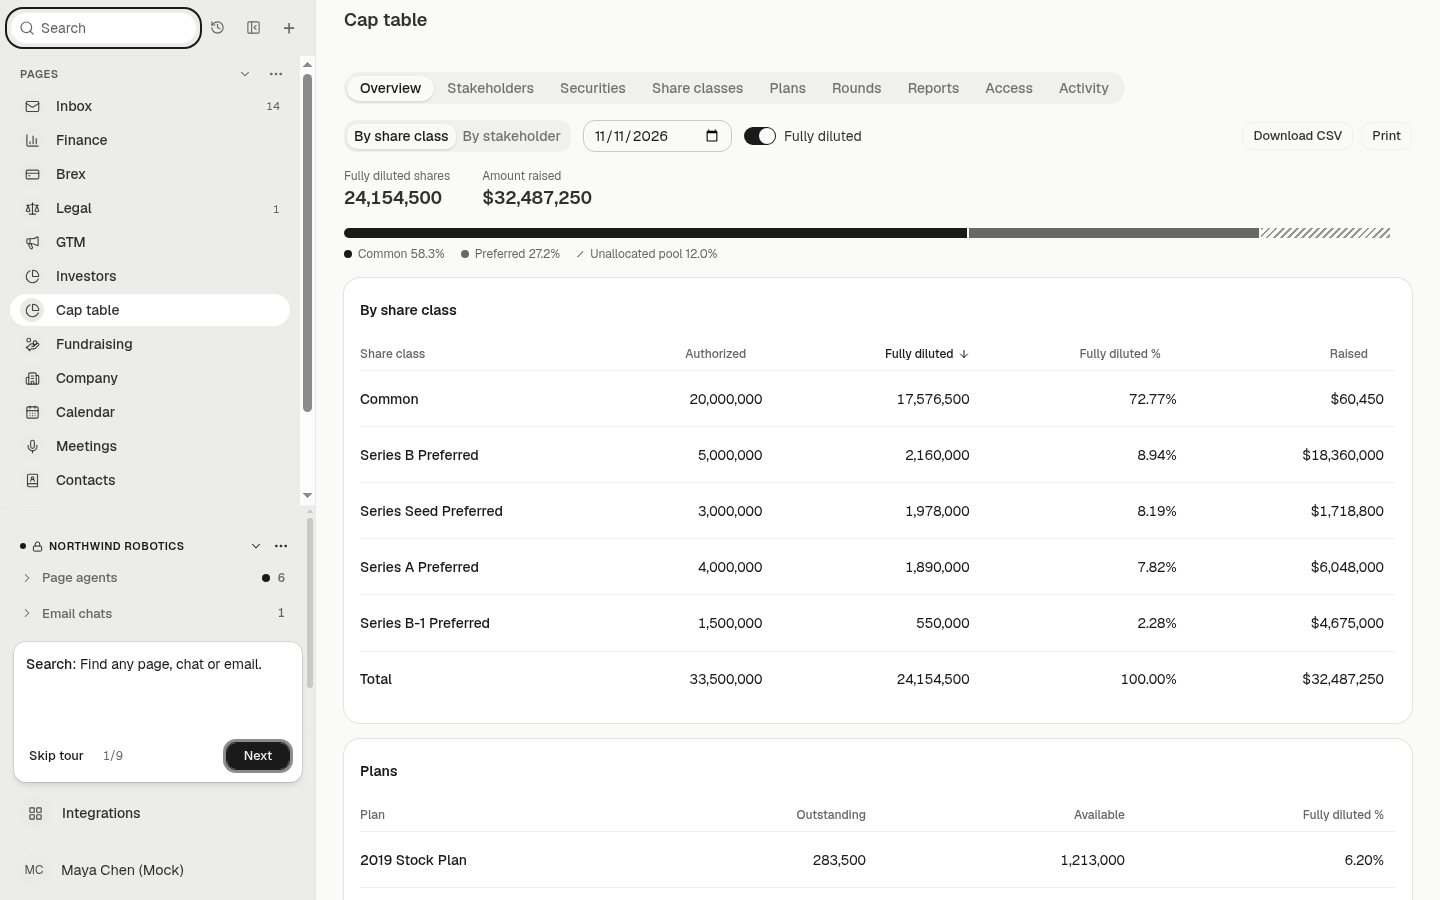 Search
PAGES
Inbox 14
Finance
Brex
Legal 1
GTM
Investors
Cap table
Fundraising
Company
Calendar
Meetings
Contacts
NORTHWIND ROBOTICS
Page agents 6
Email chats 1
Search: Find any page, chat or email.
Skip tour 1/9 Next
Integrations
MC Maya Chen (Mock)
Cap table
Overview Stakeholders Securities Share classes Plans Rounds Reports Access Activity
By share class By stakeholder 11/11/2026 Fully diluted Download CSV Print
Fully diluted shares Amount raised
24,154,500 $32,487,250
Common 58.3% Preferred 27.2% Unallocated pool 12.0%
By share class
Share class Authorized Fully diluted ↓ Fully diluted % Raised
Common 20,000,000 17,576,500 72.77% $60,450
Series B Preferred 5,000,000 2,160,000 8.94% $18,360,000
Series Seed Preferred 3,000,000 1,978,000 8.19% $1,718,800
Series A Preferred 4,000,000 1,890,000 7.82% $6,048,000
Series B-1 Preferred 1,500,000 550,000 2.28% $4,675,000
Total 33,500,000 24,154,500 100.00% $32,487,250
Plans
Plan Outstanding Available Fully diluted %
2019 Stock Plan 283,500 1,213,000 6.20%